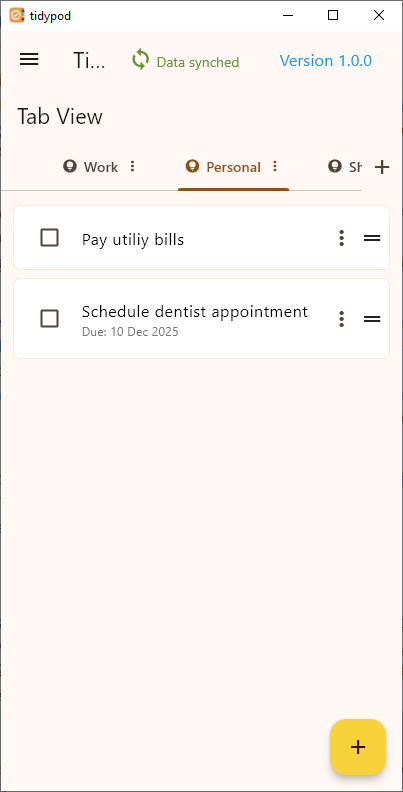 tidypod
Ti...
Data synched
Version 1.0.0
Tab View
Work
Personal
Sh
Pay utiliy bills
Schedule dentist appointment
Due: 10 Dec 2025